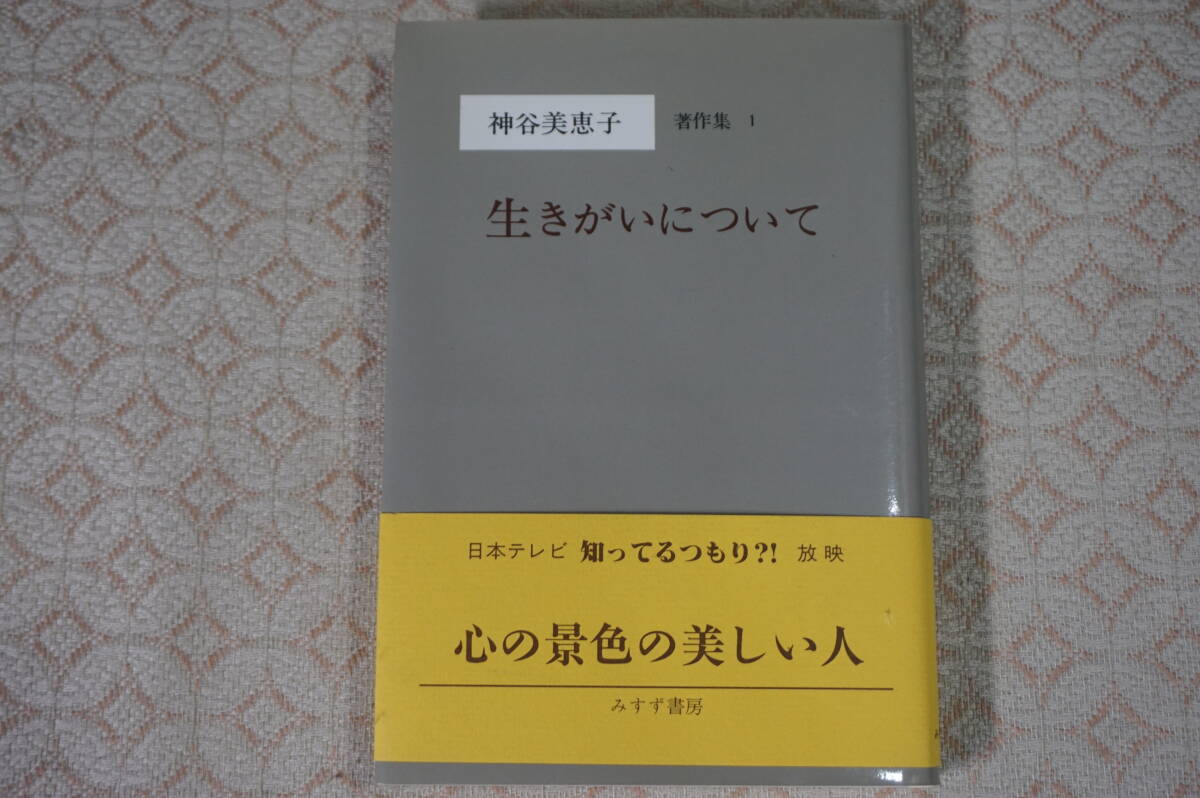 神谷美恵子 著作集 1
生きがいについて
日本テレビ 知ってるつもり?! 放映
心の景色の美しい人
みすず書房